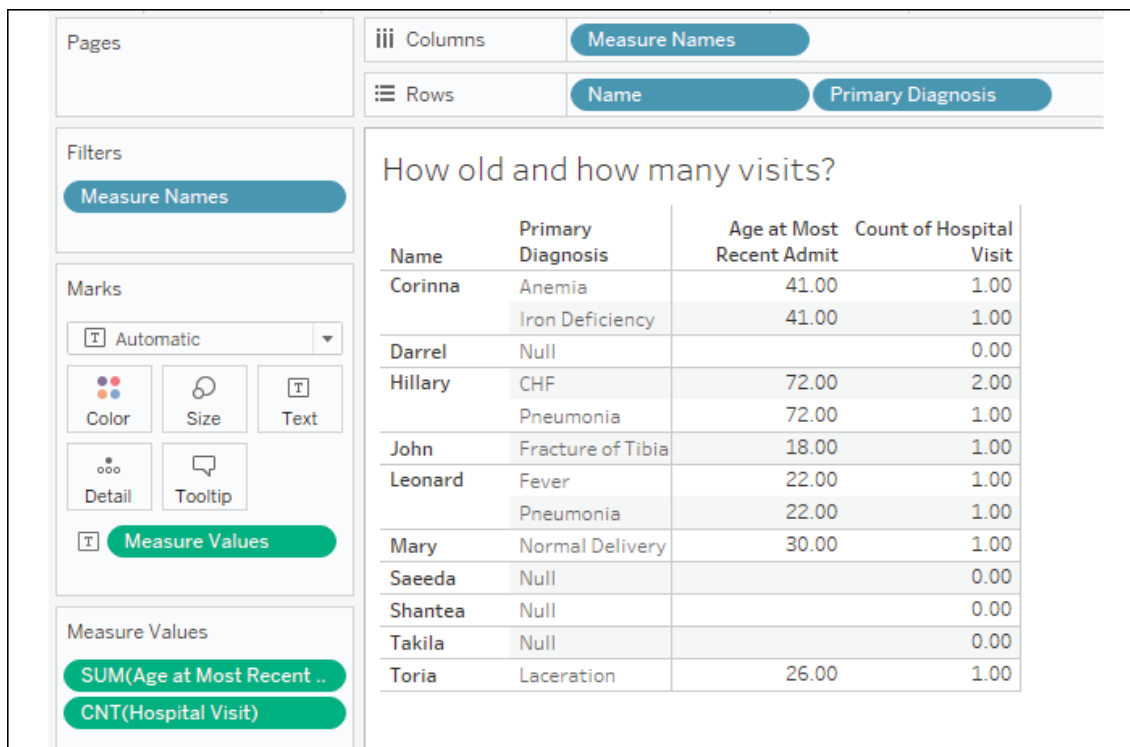 Pages
Columns Measure Names
Rows Name Primary Diagnosis
Filters
Measure Names
Marks
T Automatic
Color Size T Text
Detail Tooltip
T Measure Values
Measure Values
SUM(Age at Most Recent ..
CNT(Hospital Visit)
How old and how many visits?
Primary Age at Most Count of Hospital
Name Diagnosis Recent Admit Visit
Corinna Anemia 41.00 1.00
Iron Deficiency 41.00 1.00
Darrel Null 0.00
Hillary CHF 72.00 2.00
Pneumonia 72.00 1.00
John Fracture of Tibia 18.00 1.00
Leonard Fever 22.00 1.00
Pneumonia 22.00 1.00
Mary Normal Delivery 30.00 1.00
Saeeda Null 0.00
Shantea Null 0.00
Takila Null 0.00
Toria Laceration 26.00 1.00